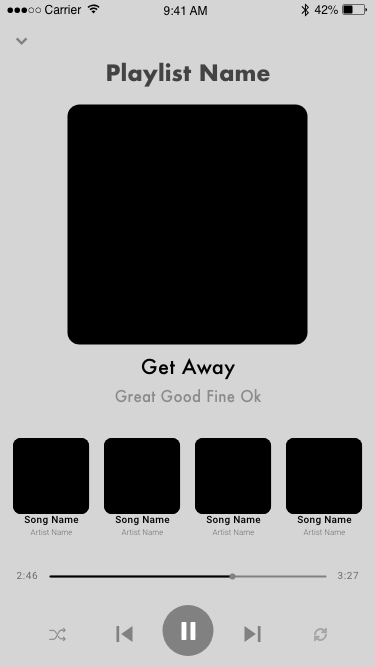 Carrier 9:41 AM 42%
Playlist Name
Get Away
Great Good Fine Ok
Song Name Song Name Song Name Song Name
Artist Name Artist Name Artist Name Artist Name
2:46 3:27